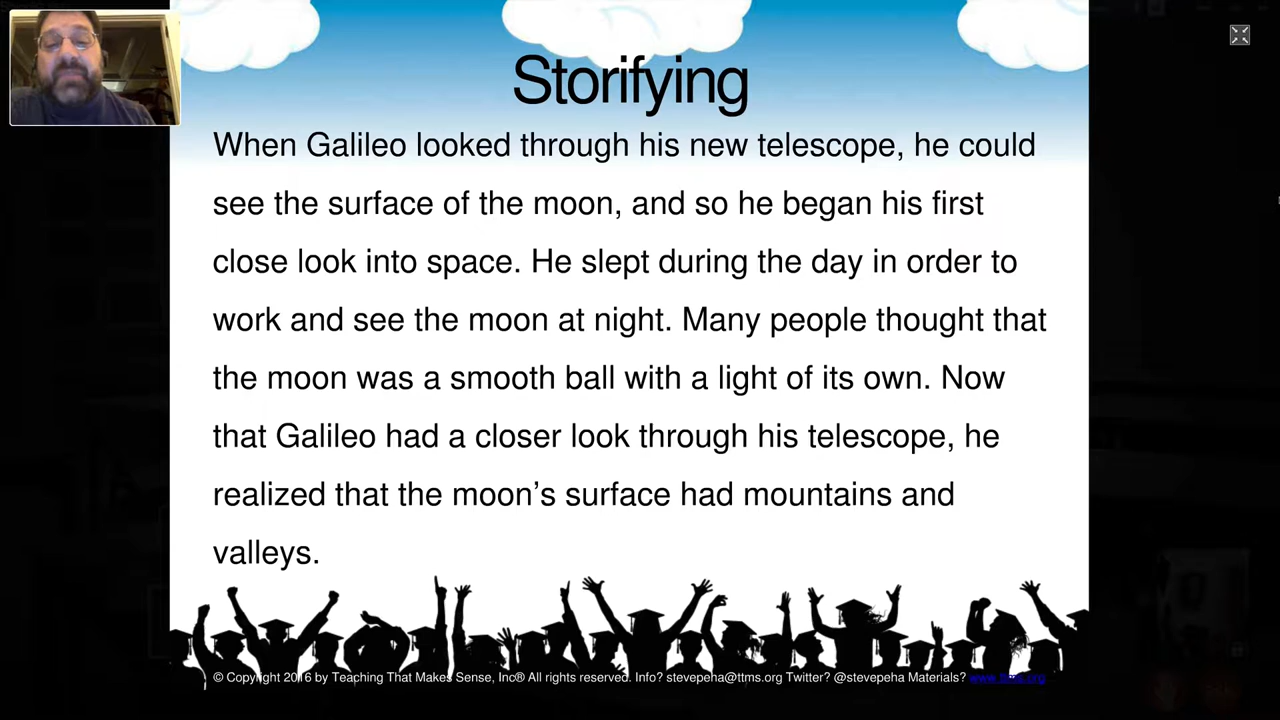 Storifying
When Galileo looked through his new telescope, he could
see the surface of the moon, and so he began his first
close look into space. He slept during the day in order to
work and see the moon at night. Many people thought that
the moon was a smooth ball with a light of its own. Now
that Galileo had a closer look through his telescope, he
realized that the moon’s surface had mountains and
valleys.
© Copyright 2016 by Teaching That Makes Sense, Inc® All rights reserved. Info? stevepeha@ttms.org Twitter? @stevepeha Materials? www.ttms.org